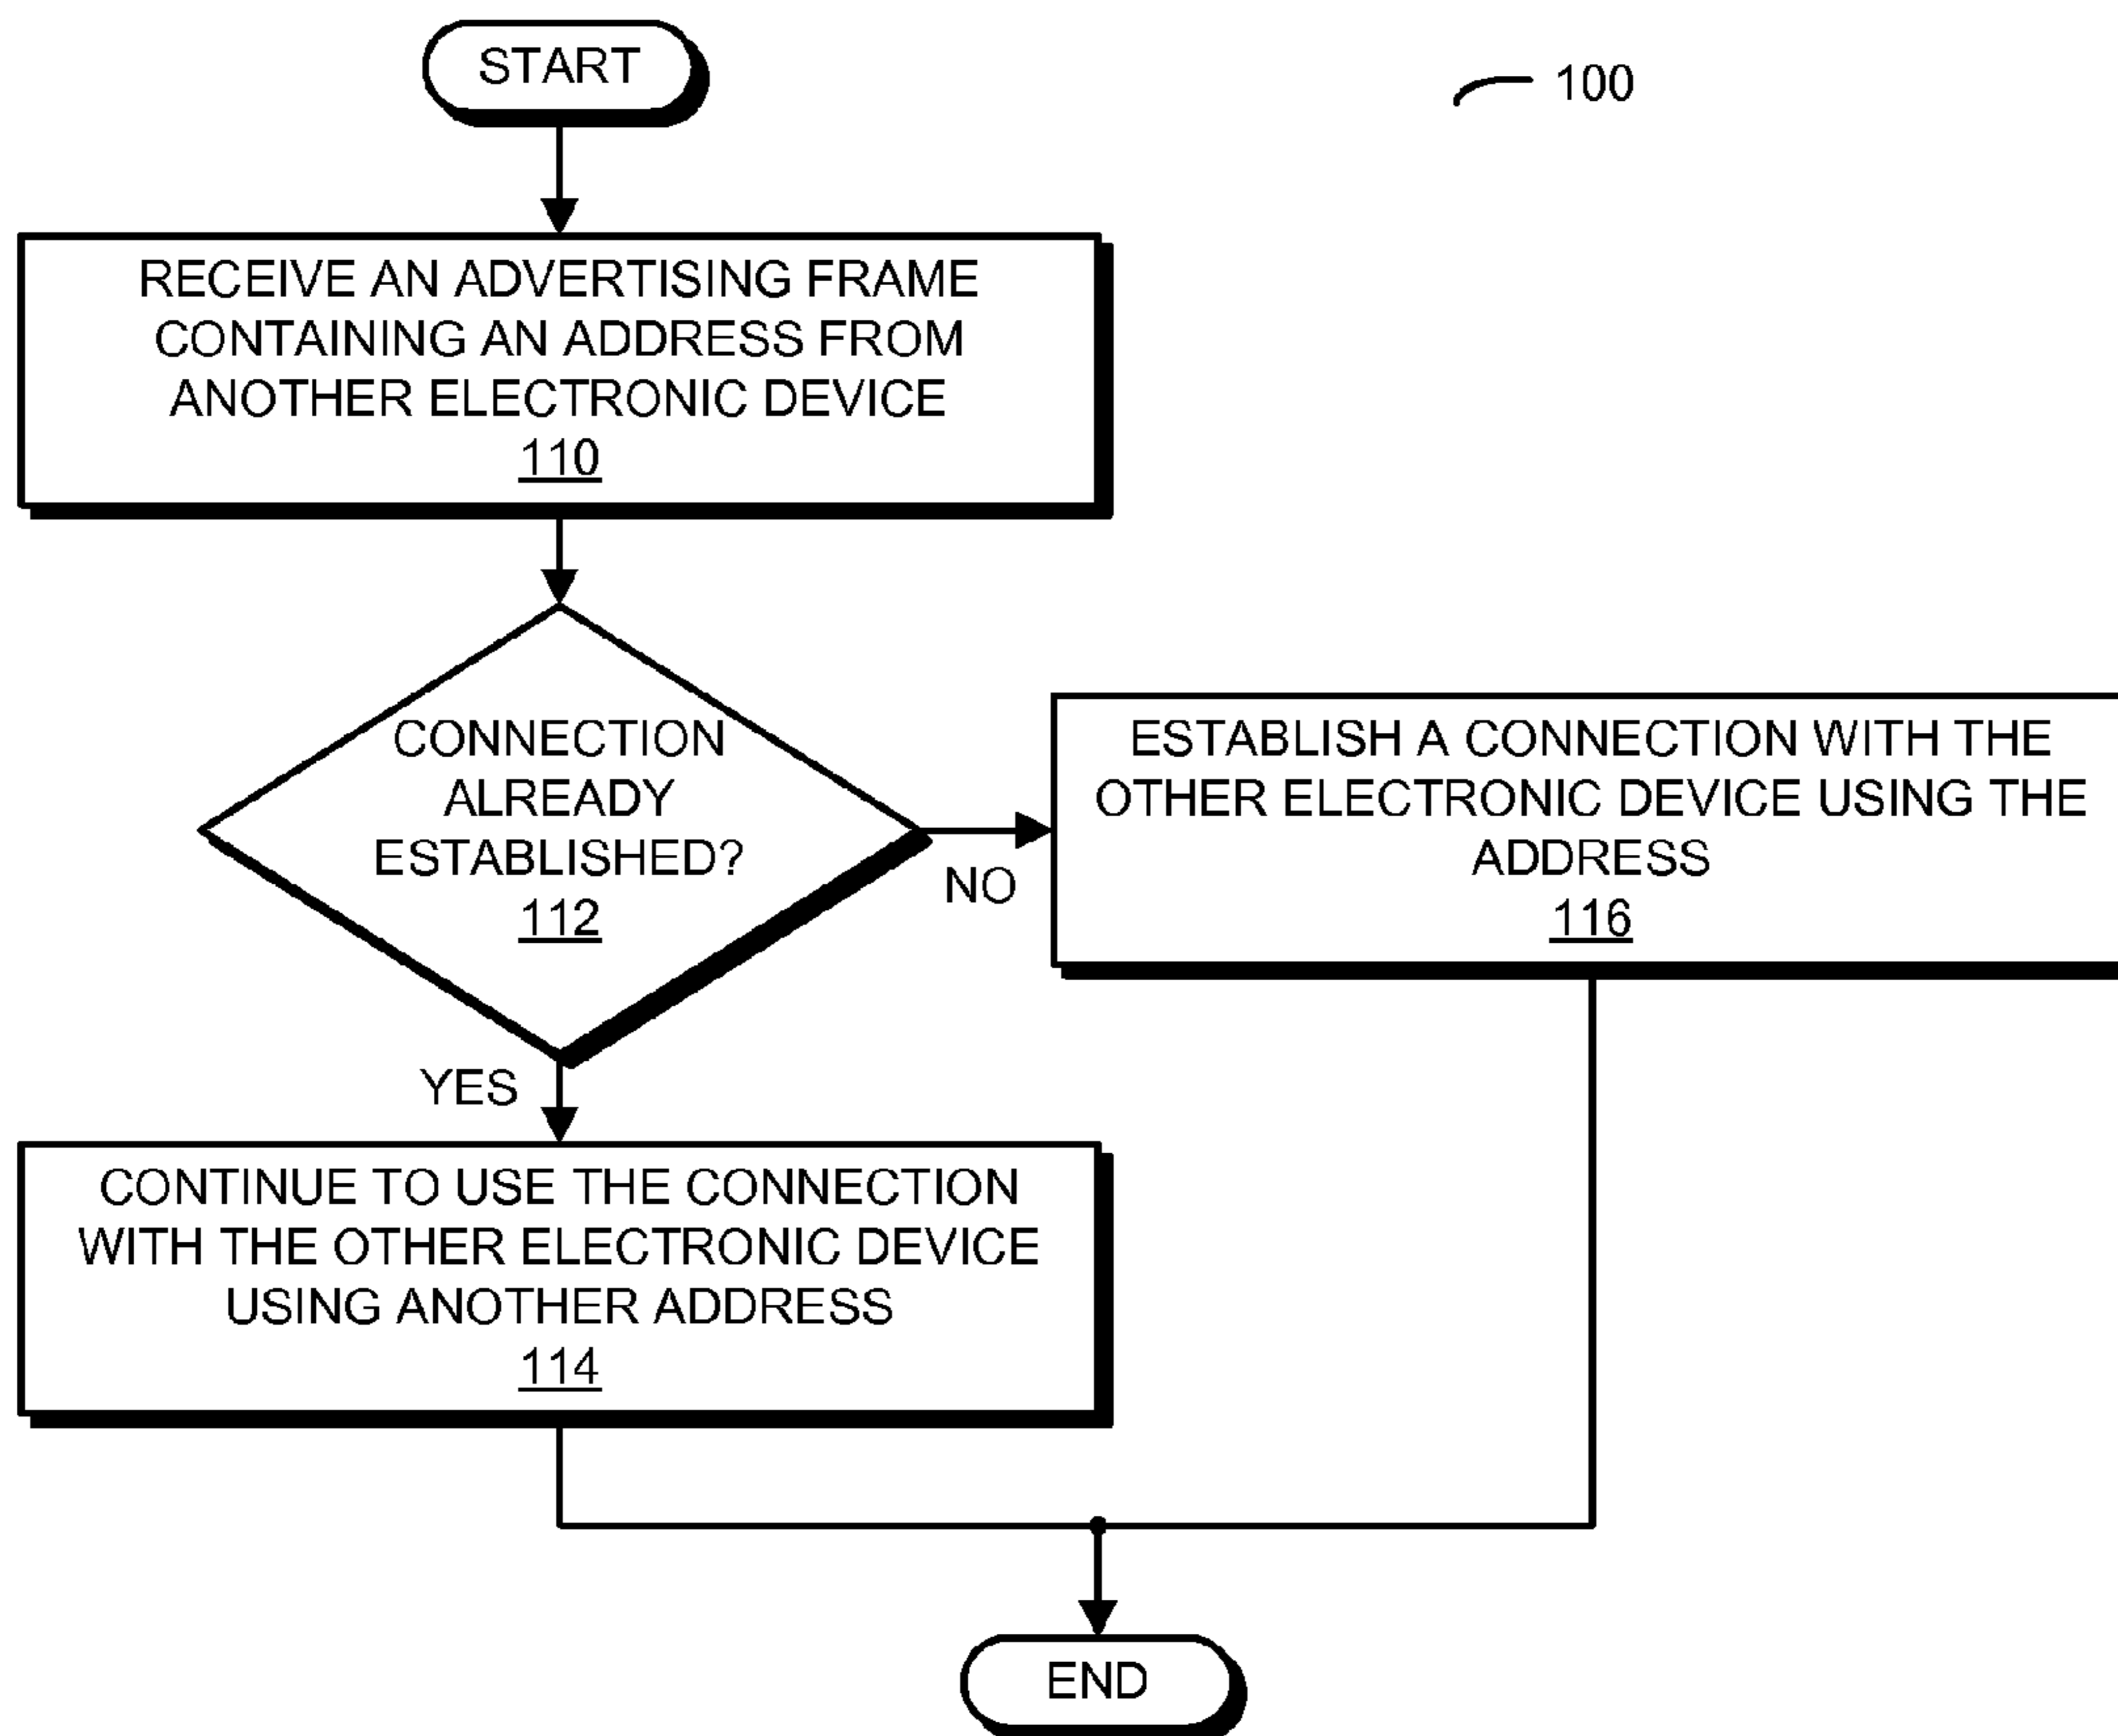 START
100
RECEIVE AN ADVERTISING FRAME
CONTAINING AN ADDRESS FROM
ANOTHER ELECTRONIC DEVICE
110
CONNECTION
ALREADY
ESTABLISHED?
112
NO
ESTABLISH A CONNECTION WITH THE
OTHER ELECTRONIC DEVICE USING THE
ADDRESS
116
YES
CONTINUE TO USE THE CONNECTION
WITH THE OTHER ELECTRONIC DEVICE
USING ANOTHER ADDRESS
114
END